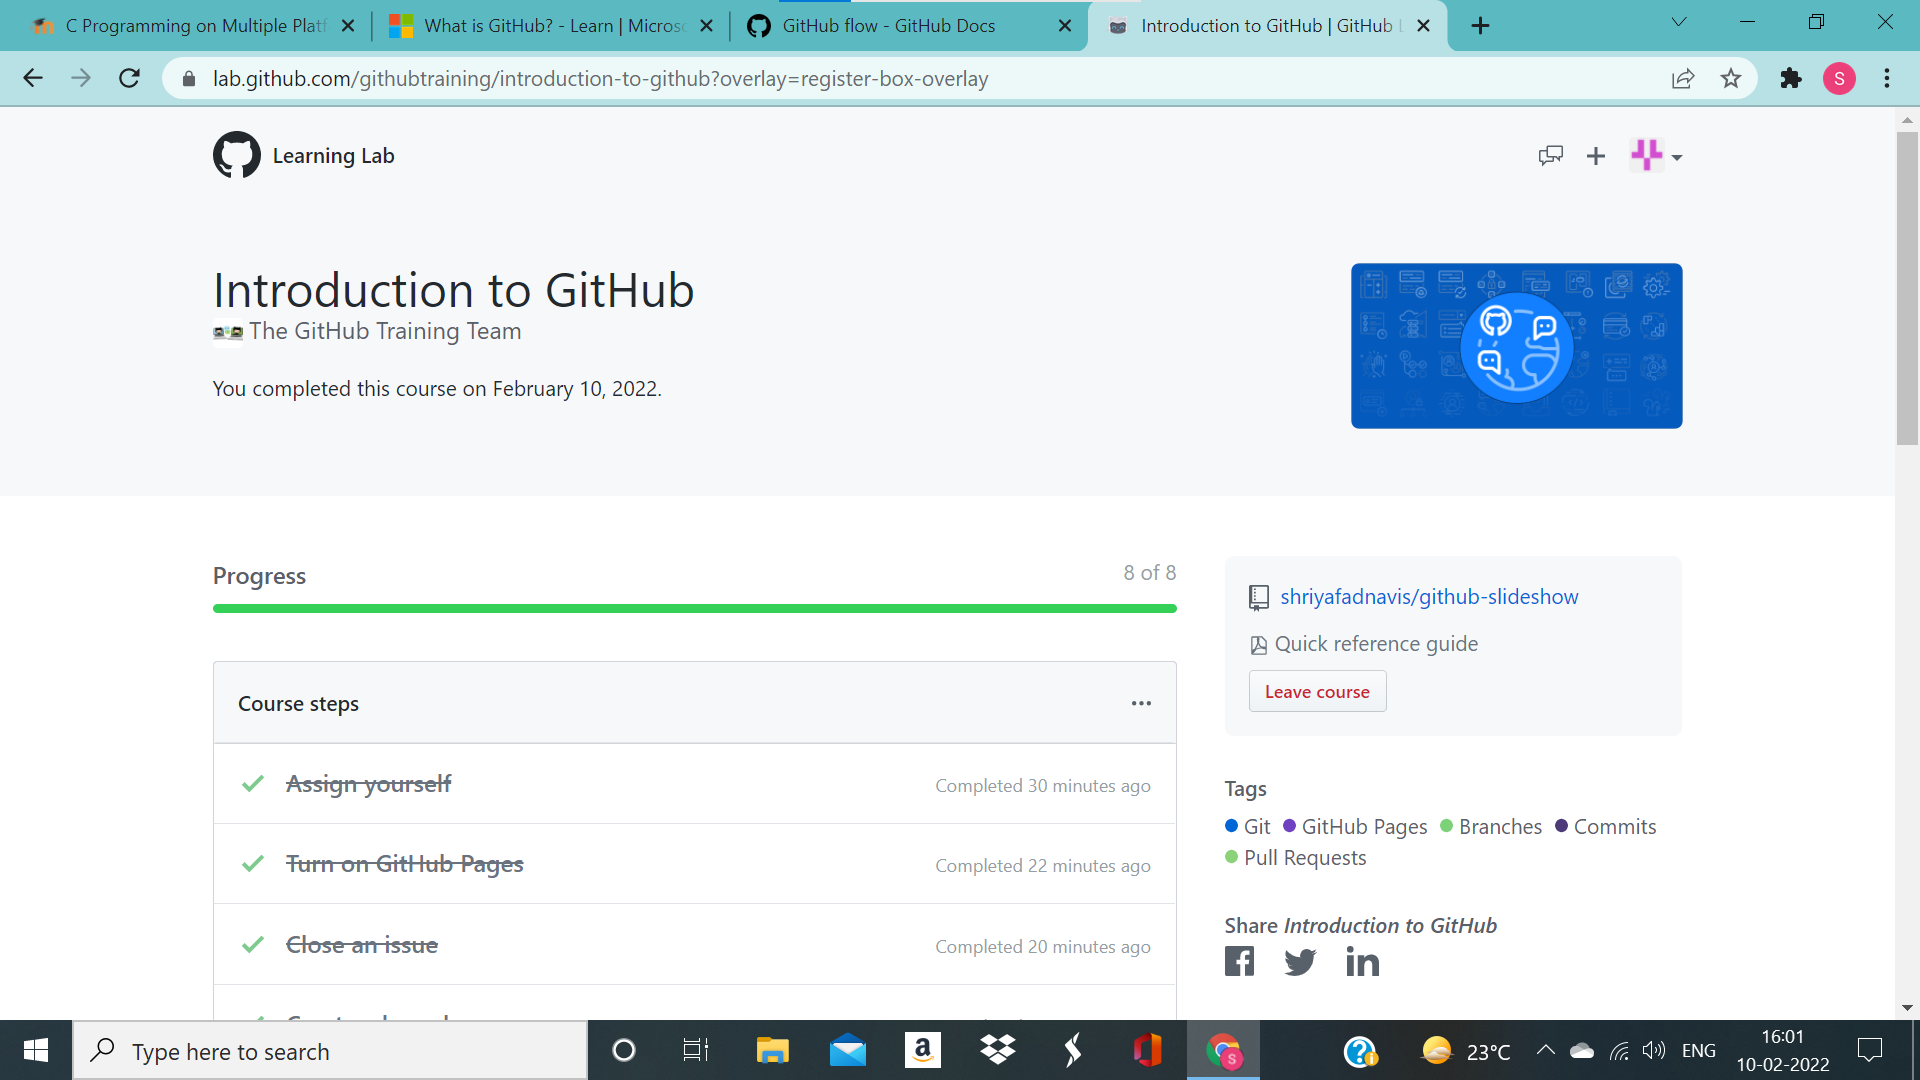 C Programming on Multiple Platf
What is GitHub? - Learn | Microso
GitHub flow - GitHub Docs
Introduction to GitHub | GitHub L
lab.github.com/githubtraining/introduction-to-github?overlay=register-box-overlay
S
Learning Lab
Introduction to GitHub
The GitHub Training Team
You completed this course on February 10, 2022.
Progress
8 of 8
shriyafadnavis/github-slideshow
Quick reference guide
Leave course
Course steps
Assign yourself
Completed 30 minutes ago
Turn on GitHub Pages
Completed 22 minutes ago
Close an issue
Completed 20 minutes ago
Tags
Git
GitHub Pages
Branches
Commits
Pull Requests
Share Introduction to GitHub
Type here to search
23°C
ENG
16:01
10-02-2022